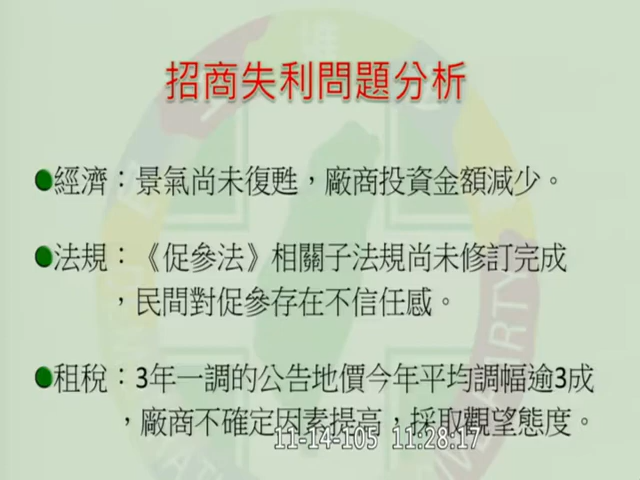 招商失利問題分析
經濟：景氣尚未復甦，廠商投資金額減少。
法規：《促參法》相關子法規尚未修訂完成
，民間對促參存在不信任感。
租稅：3年一調的公告地價今年平均調幅逾3成
，廠商不確定因素提高，採取觀望態度。
11-14-105 11:28:17